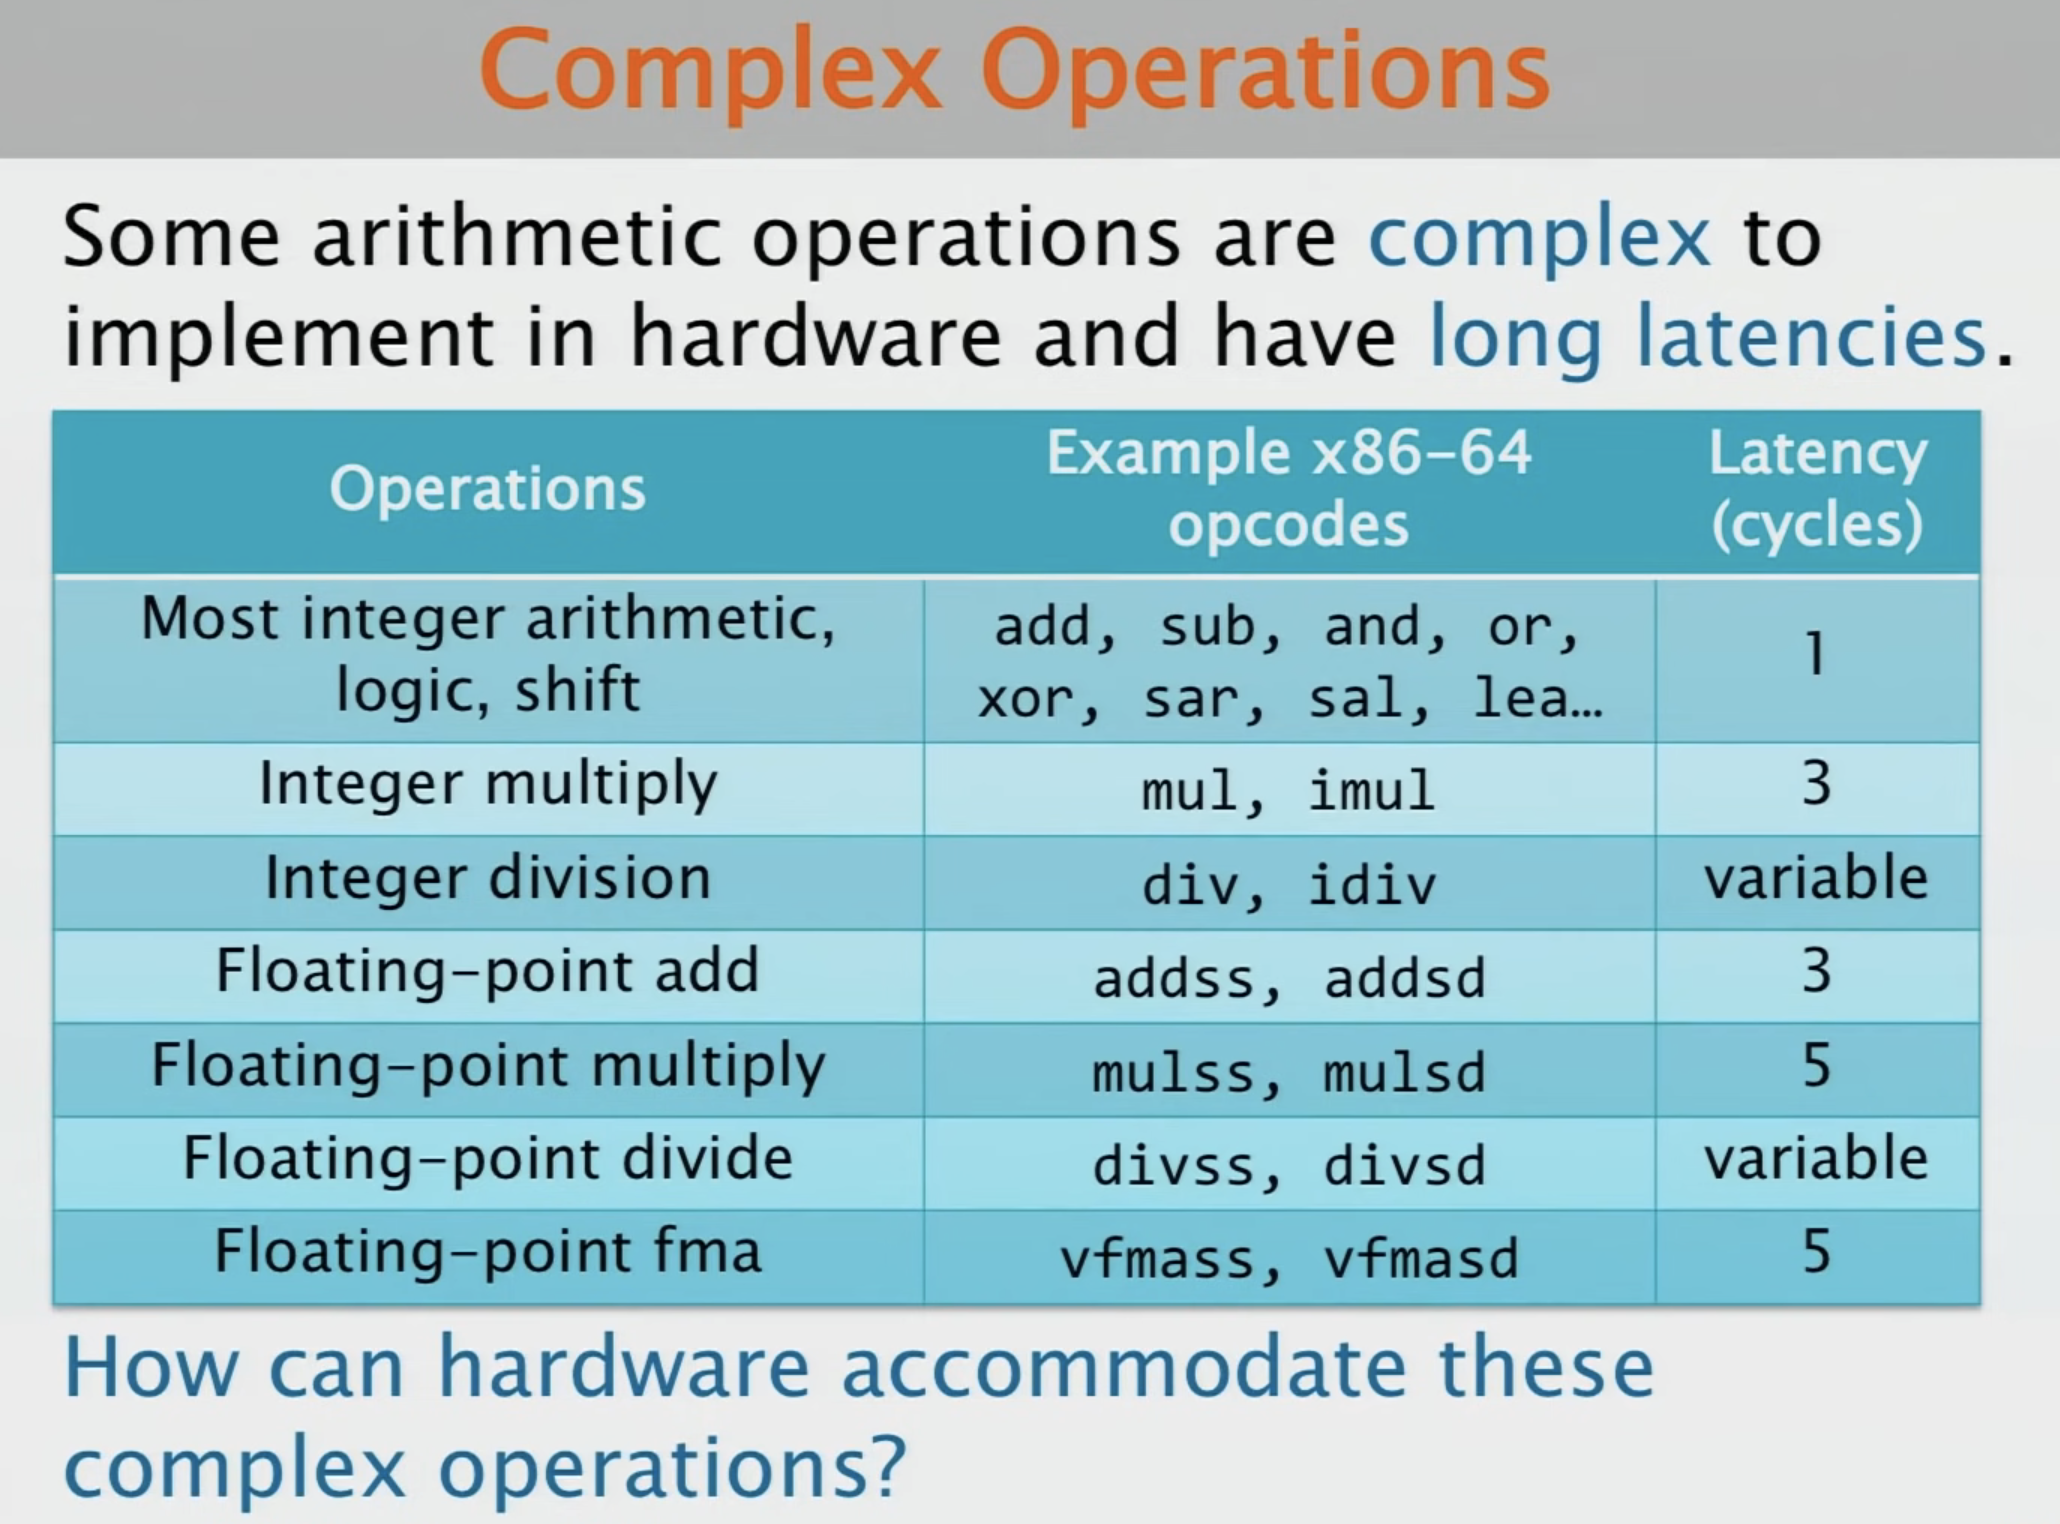 Complex Operations
Some arithmetic operations are complex to
implement in hardware and have long latencies.
Operations
Example x86-64
opcodes
Latency
(cycles)
Most integer arithmetic,
logic, shift
add, sub, and, or,
xor, sar, sal, lea…
1
Integer multiply
mul, imul
3
Integer division
div, idiv
variable
Floating-point add
addss, addsd
3
Floating-point multiply
mulss, mulsd
5
Floating-point divide
divss, divsd
variable
Floating-point fma
vfmass, vfmasd
5
How can hardware accommodate these
complex operations?